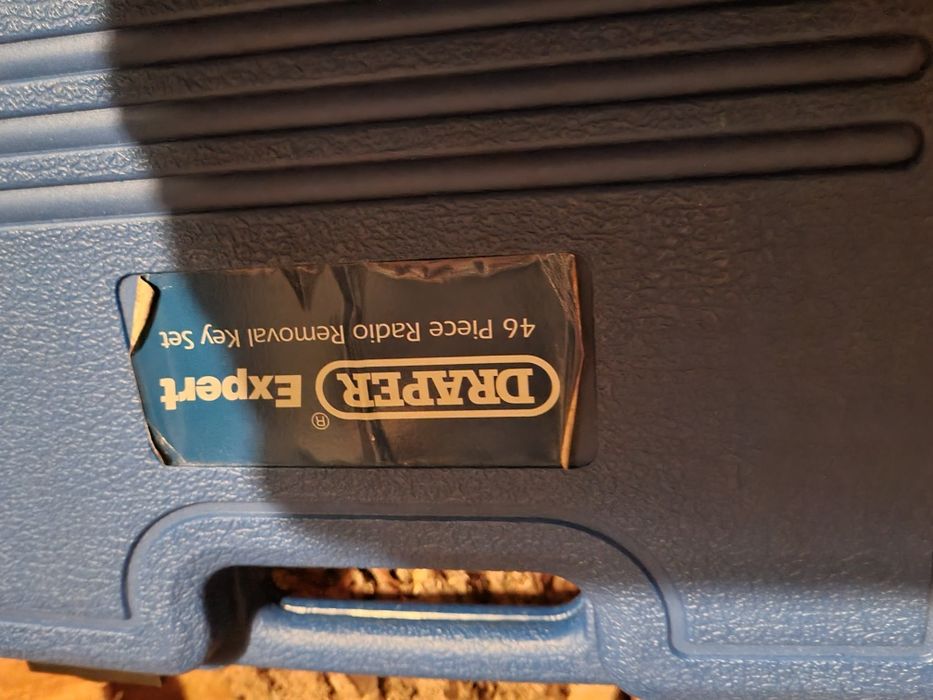 DRAPER® Expert
46 Piece Radio Removal Key Set